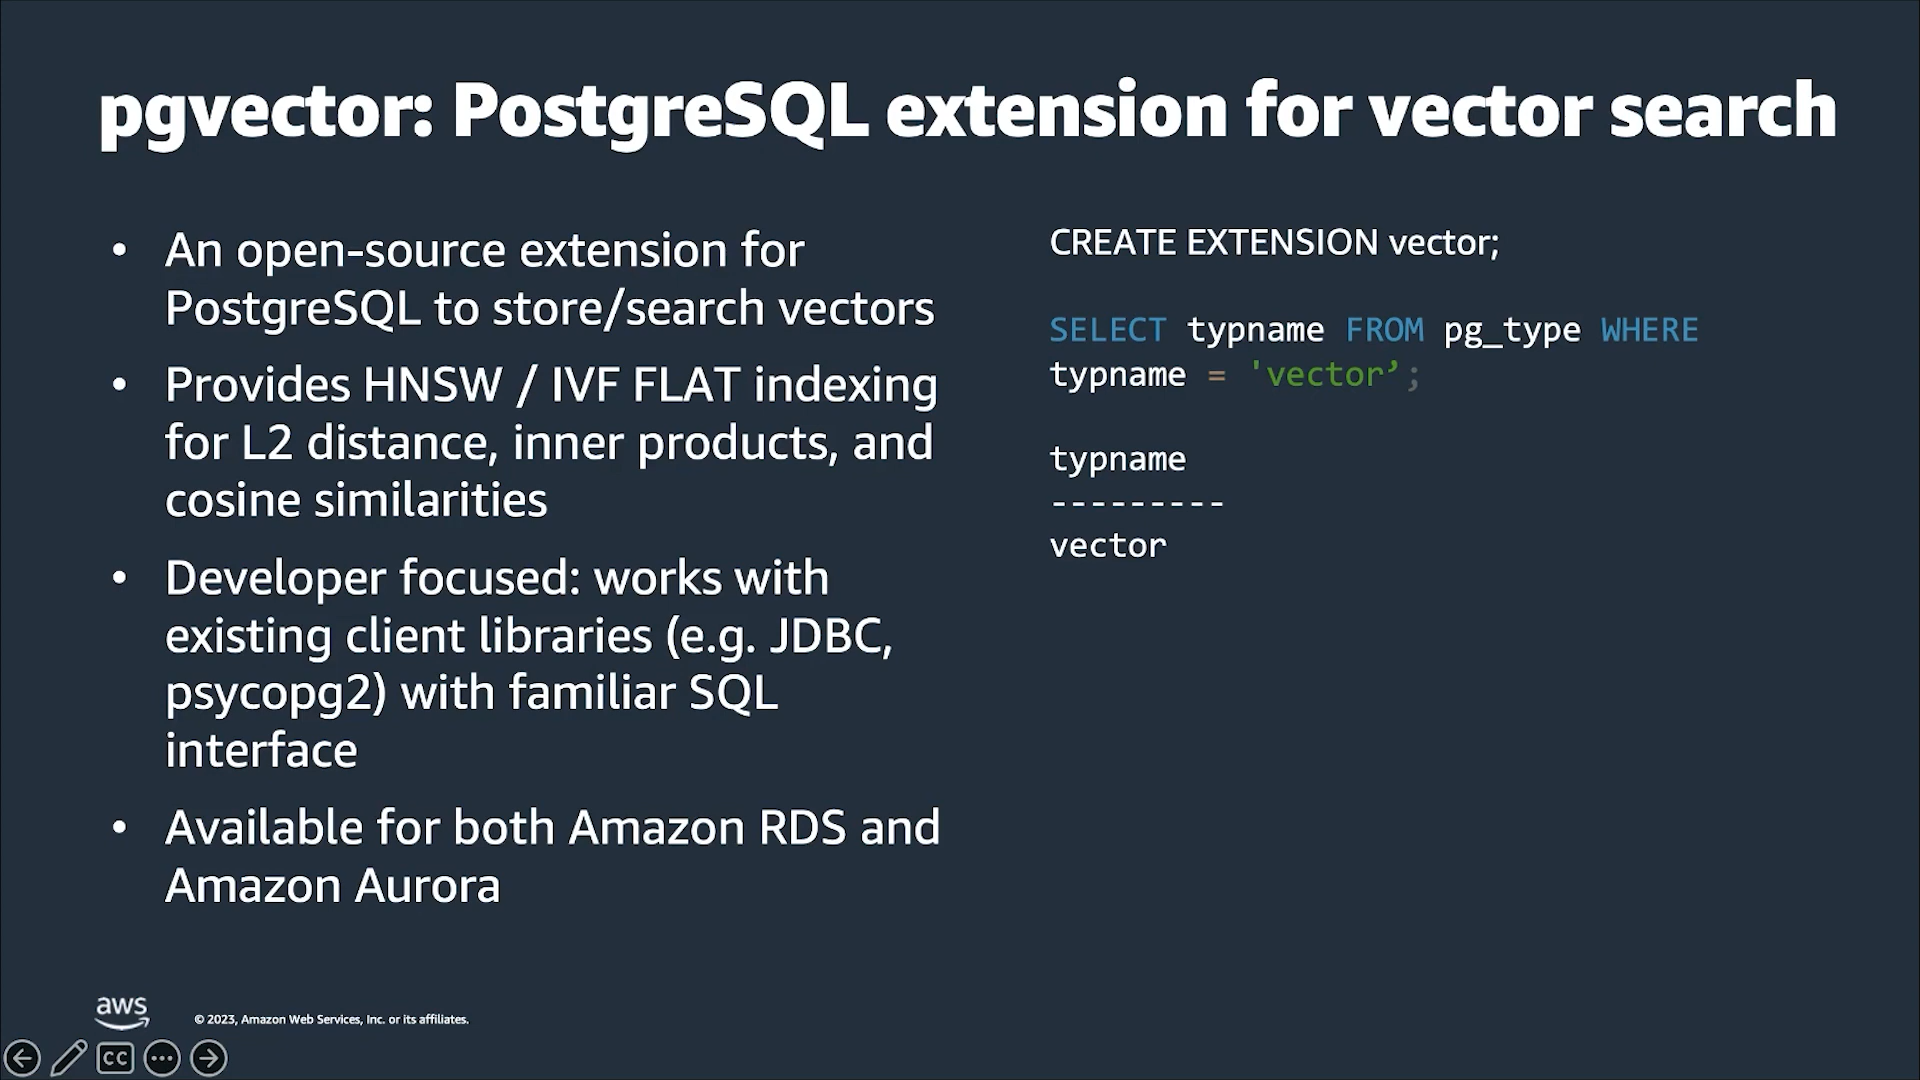 pgvector: PostgreSQL extension for vector search
• An open-source extension for
PostgreSQL to store/search vectors
• Provides HNSW / IVF FLAT indexing
for L2 distance, inner products, and
cosine similarities
• Developer focused: works with
existing client libraries (e.g. JDBC,
psycopg2) with familiar SQL
interface
• Available for both Amazon RDS and
Amazon Aurora
CREATE EXTENSION vector;
SELECT typname FROM pg_type WHERE
typname = 'vector’;
typname
---------
vector
aws
© 2023, Amazon Web Services, Inc. or its affiliates.
CC